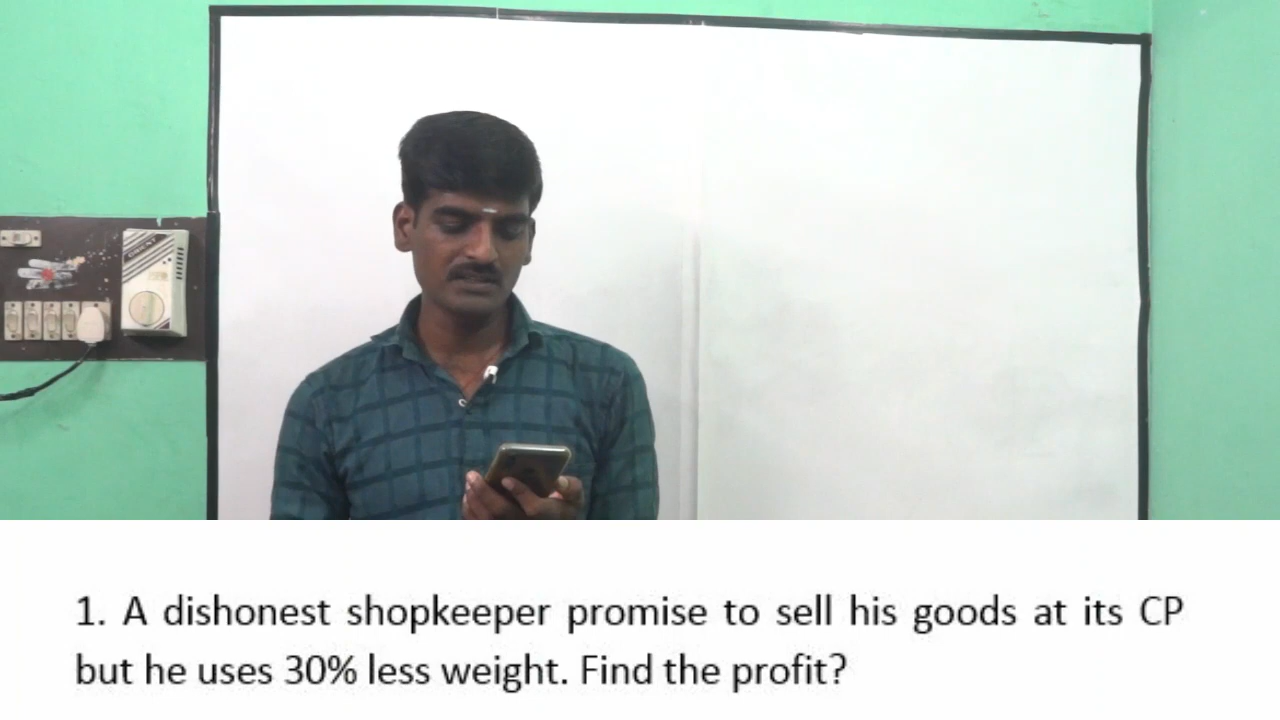 ORIENT
1. A dishonest shopkeeper promise to sell his goods at its CP
but he uses 30% less weight. Find the profit?